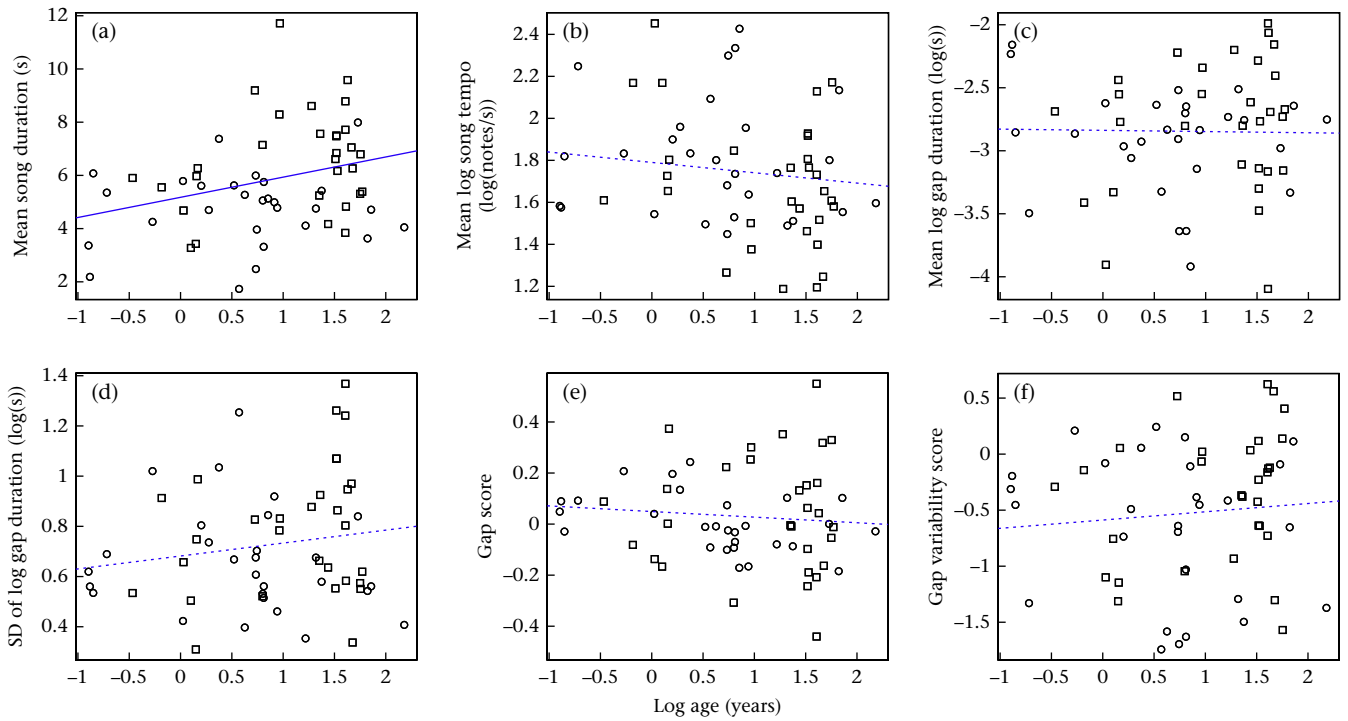 (a)
Mean song duration (s)
12
10
8
6
4
2
–1 –0.5 0 0.5 1 1.5 2
(b)
Mean log song tempo
(log(notes/s))
2.4
2.2
2
1.8
1.6
1.4
1.2
–1 –0.5 0 0.5 1 1.5 2
(c)
Mean log gap duration (log(s))
–2
–2.5
–3
–3.5
–4
–1 –0.5 0 0.5 1 1.5 2
(d)
SD of log gap duration (log(s))
1.4
1.2
1
0.8
0.6
0.4
–1 –0.5 0 0.5 1 1.5 2
(e)
Gap score
0.4
0.2
0
–0.2
–0.4
–1 –0.5 0 0.5 1 1.5 2
(f)
Gap variability score
0.5
0
–0.5
–1
–1.5
–1 –0.5 0 0.5 1 1.5 2
Log age (years)